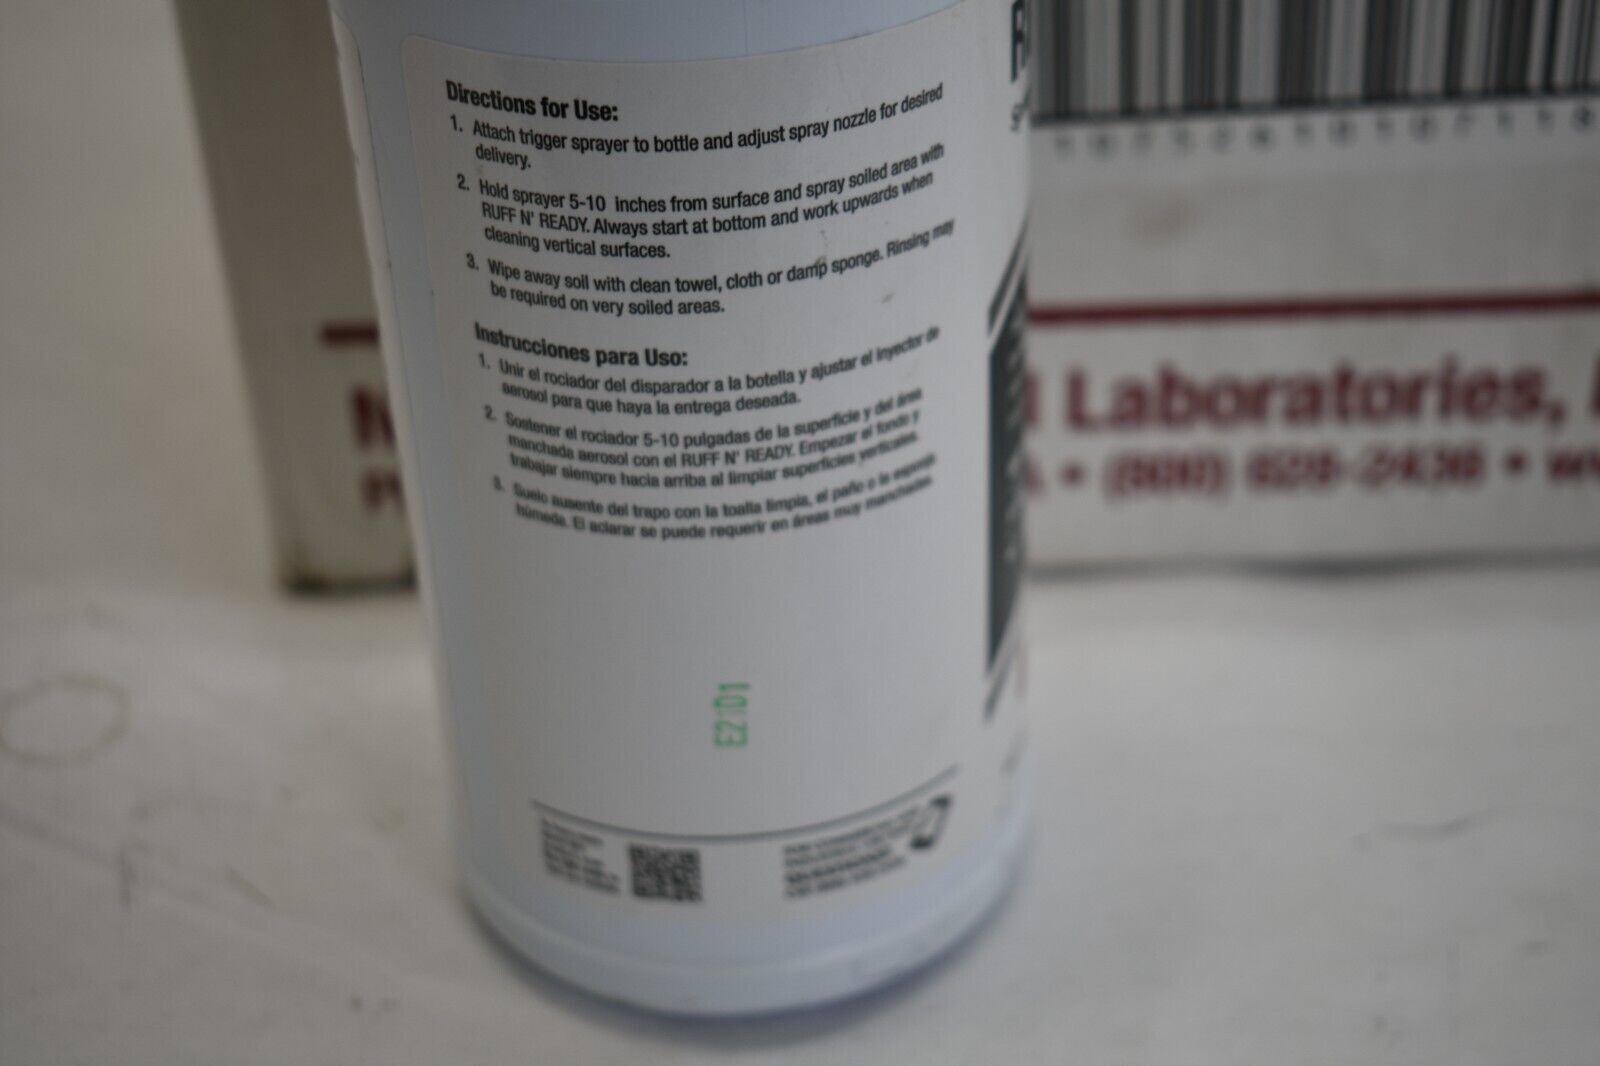 Directions for Use:
1. Attach trigger sprayer to bottle and adjust spray nozzle for desired
delivery.
2. Hold sprayer 5-10 inches from surface and spray soiled area with
RUFF N' READY. Always start at bottom and work upwards when
cleaning vertical surfaces.
3. Wipe away soil with clean towel, cloth or damp sponge. Rinsing may
be required on very soiled areas.
Instrucciones para Uso:
1. Unir el rociador del disparador a la botella y ajustar el inyector de
aerosol para que haya la entrega deseada.
2. Sostener el rociador 5-10 pulgadas de la superficie y del área
manchada aerosol con el RUFF N' READY. Empezar el fondo y
trabajar siempre hacia arriba al limpiar superficies verticales.
3. Suelo ausente del trapo con la toalla limpia, el paño o la esponja
húmeda. El aclarar se puede requerir en áreas muy manchadas.
E2101
Laboratories,
(800)